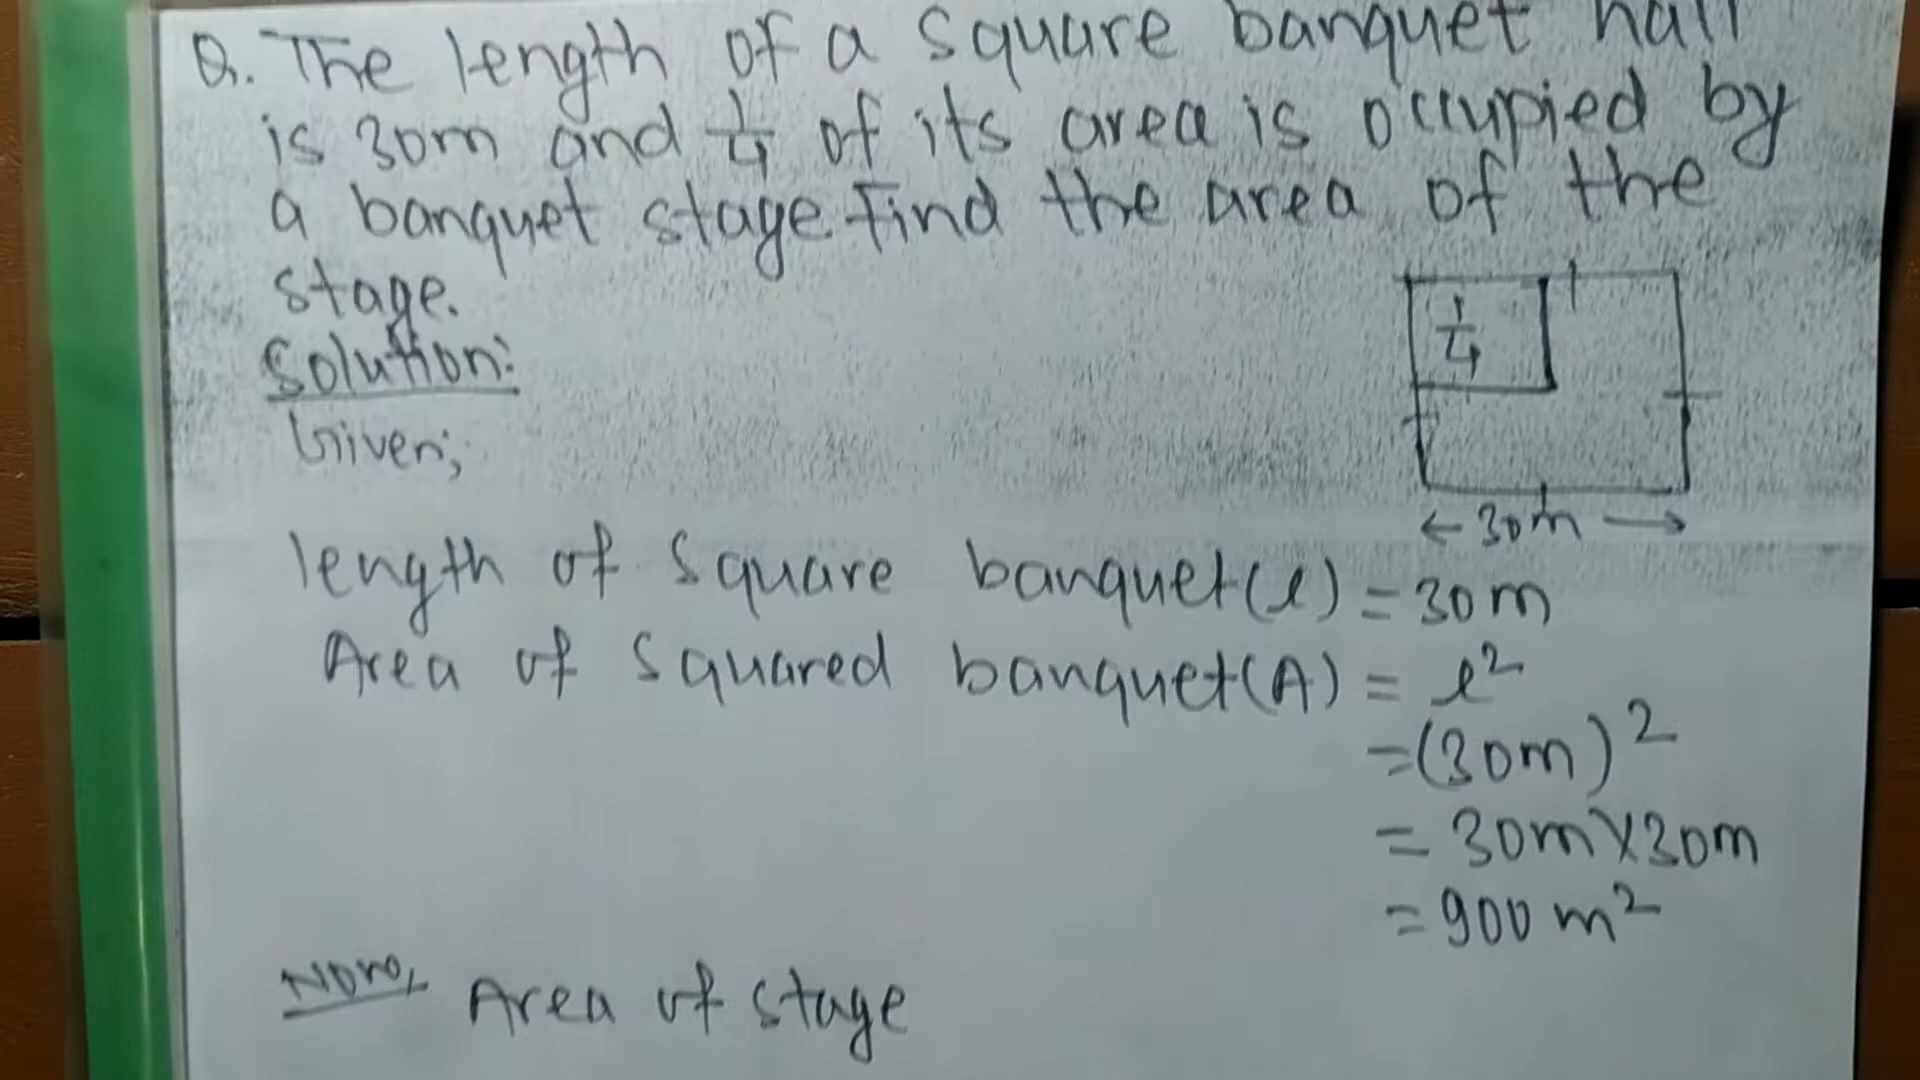 Q. The length of a square banquet hall
is 30m and 1/4 of its area is occupied by
a banquet stage. Find the area of the
stage.
Solution:
Given;
1/4
← 30m →
length of square banquet(l) = 30m
Area of squared banquet(A) = l²
=(30m)²
= 30m×30m
= 900 m²
Now, Area of stage